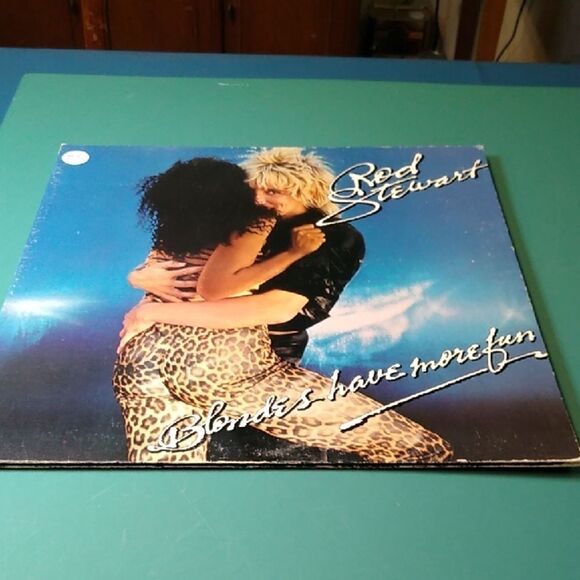 Rod
Stewart
Blondes have more fun